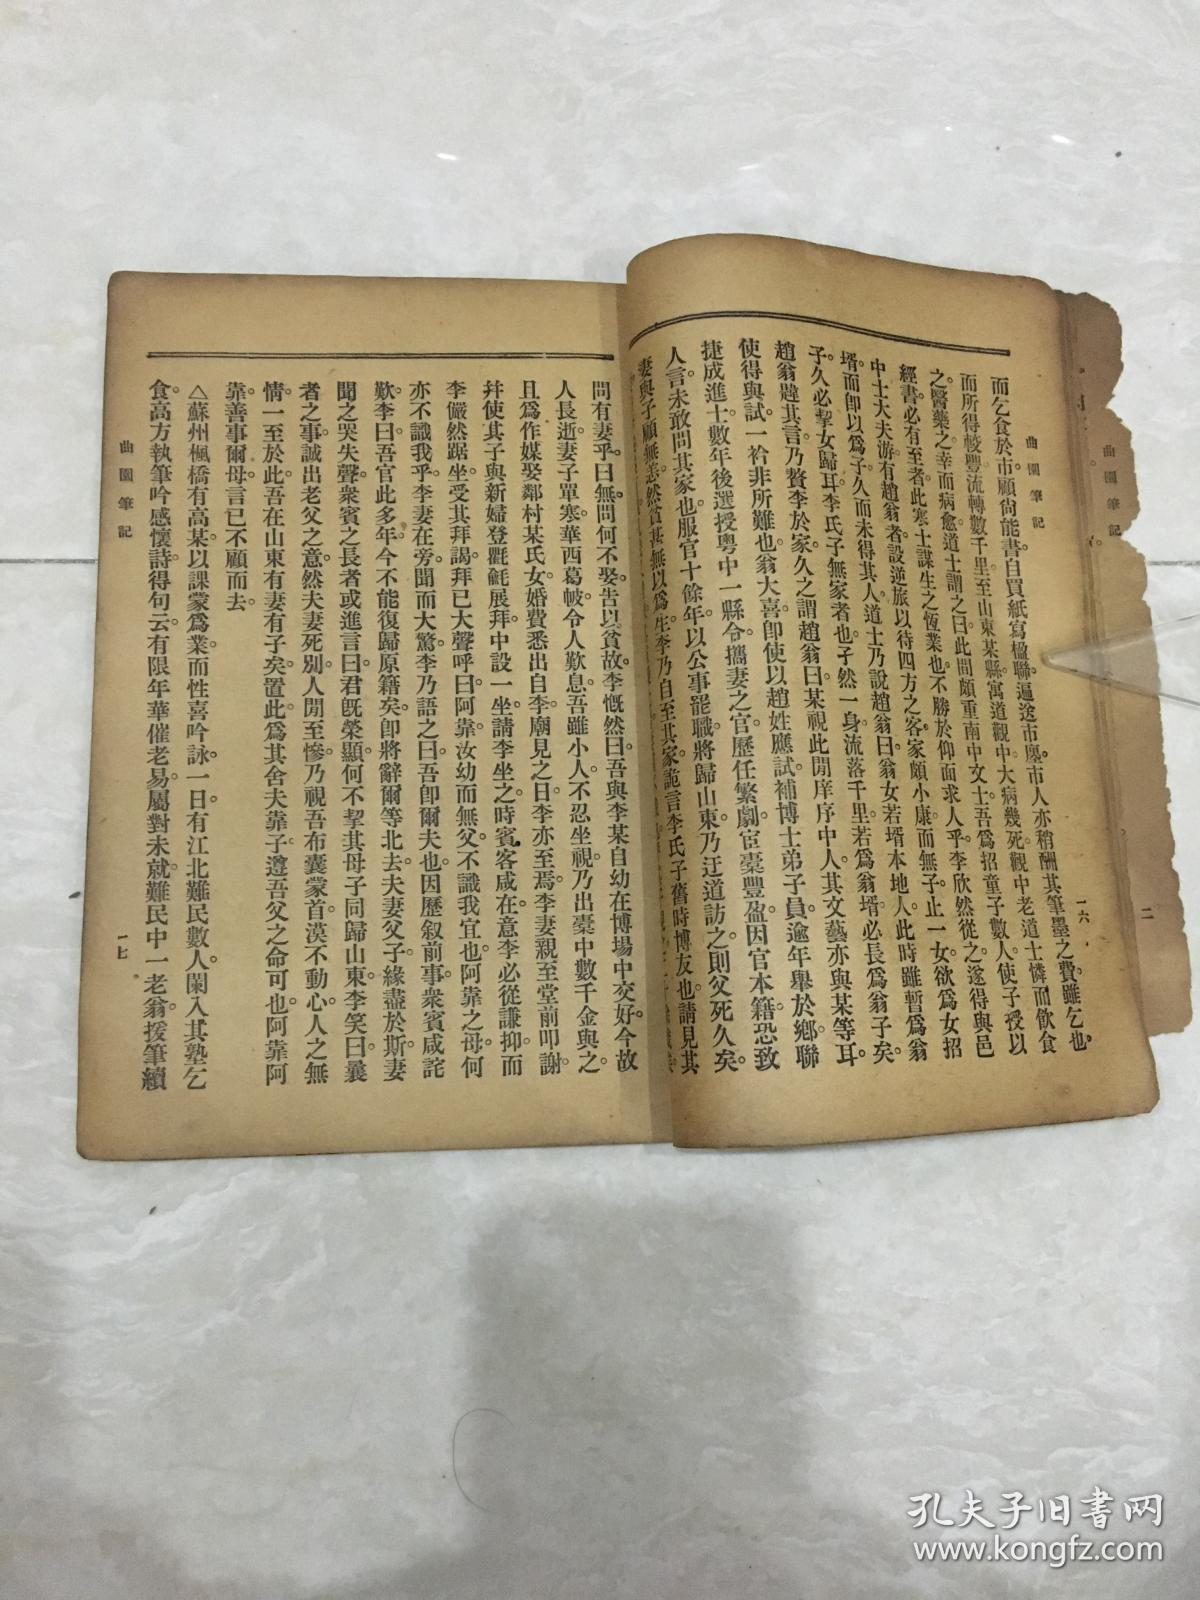 曲園筆記
二
曲園筆記
一六
而乞食於市。顧尙能書。自買紙寫楹聯。遍送市廛。市人亦稍酬其筆墨之費。雖乞也。
而所得較豐。流轉數千里。至山東某縣。寓道觀中。大病幾死。觀中老道士憐而飮食
之。醫藥之。幸而病愈。道士謂之曰。此間頗重南中文士。吾爲招童子數人。使子授以
經書。必有至者。此寒士謀生之恆業也。不勝於仰面求人乎。李欣然從之。遂得與邑
中士大夫游。有趙翁者。設逆旅以待四方之客。家頗小康而無子。止一女。欲爲女招
壻。而卽以爲子。久而未得其人。道士乃說趙翁曰。翁女若壻本地人。此時雖暫爲翁
子。久必挈女歸耳。李氏子無家者也。孑然一身。流落千里。若爲翁壻。必長爲翁子矣。
趙翁韙其言。乃贅李於家。久之。謂趙翁曰。某視此閒庠序中人。其文藝亦與某等耳。
使得與試。一袷非所難也。翁大喜。卽使以趙姓應試。補博士弟子員。逾年。舉於鄉。聯
捷成進士。數年後。選授粵中一縣令。攜妻之官。歷任繁劇。宦橐豐盈。因官本籍。恐致
人言。未敢問其家也。服官十餘年。以公事罷職。將歸山東。乃迂道訪之。則父死久矣。
妻與子顧無恙。然貧甚無以爲生。李乃自至其家。詭言李氏子舊時博友也。請見其
問有妻乎。曰。無。問何不娶。告以貧故。李慨然曰。吾與李某自幼在博場中交好。今故
人長逝。妻子單寒。華西葛帔。令人歎息。吾雖小人。不忍坐視。乃出橐中數千金與之。
且爲作媒。娶鄰村某氏女。婚費悉出自李。廟見之日。李亦至焉。李妻親至堂前叩謝。
幷使其子與新婦登氍毹展拜。中設一坐。請李坐之。時賓客咸在。意李必從謙抑。而
李儼然踞坐。受其拜謁。拜已。大聲呼曰。阿靠。汝幼而無父。不識我宜也。阿靠之母。何
亦不識我乎。李妻在旁。聞而大驚。李乃語之曰。吾卽爾夫也。因歷叙前事。衆賓咸詫
歎。李曰。吾官此多年。今不能復歸原籍矣。卽將辭爾等北去。夫妻父子。緣盡於斯。妻
聞之哭失聲。衆賓之長者或進言曰。君旣榮顯。何不挈其母子同歸山東。李笑曰。曩
者之事。誠出老父之意。然夫妻死別。人閒至慘。乃視吾布囊蒙首。漠不動心。人之無
情。一至於此。吾在山東有妻有子矣。置此爲其舍夫靠子。遵吾父之命可也。阿靠阿
靠。善事爾母。言已。不顧而去。
△蘇州楓橋有高某。以課蒙爲業。而性喜吟詠。一日。有江北難民數人。闌入其塾乞
食。高方執筆吟感懷詩。得句云。有限年華催老易。屬對未就。難民中一老翁。援筆續
曲園筆記
一七
孔夫子旧书网
www.kongfz.com